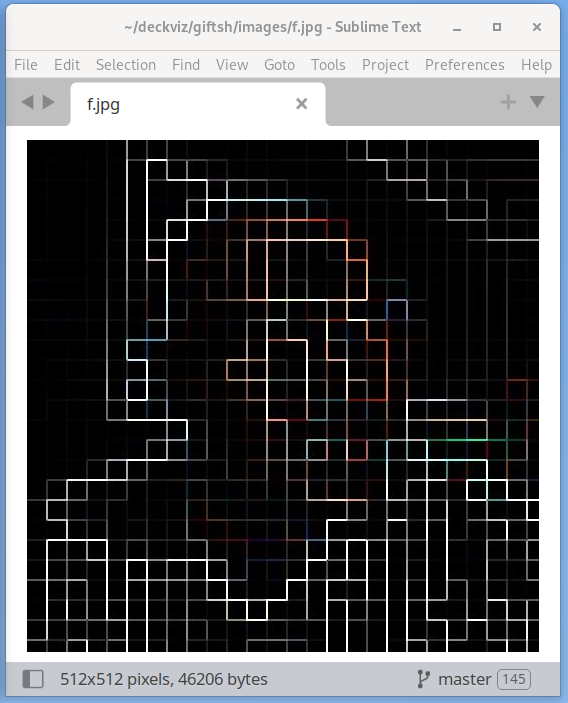 ~/deckviz/giftsh/images/f.jpg - Sublime Text
File Edit Selection Find View Goto Tools Project Preferences Help
f.jpg
512x512 pixels, 46206 bytes master 145